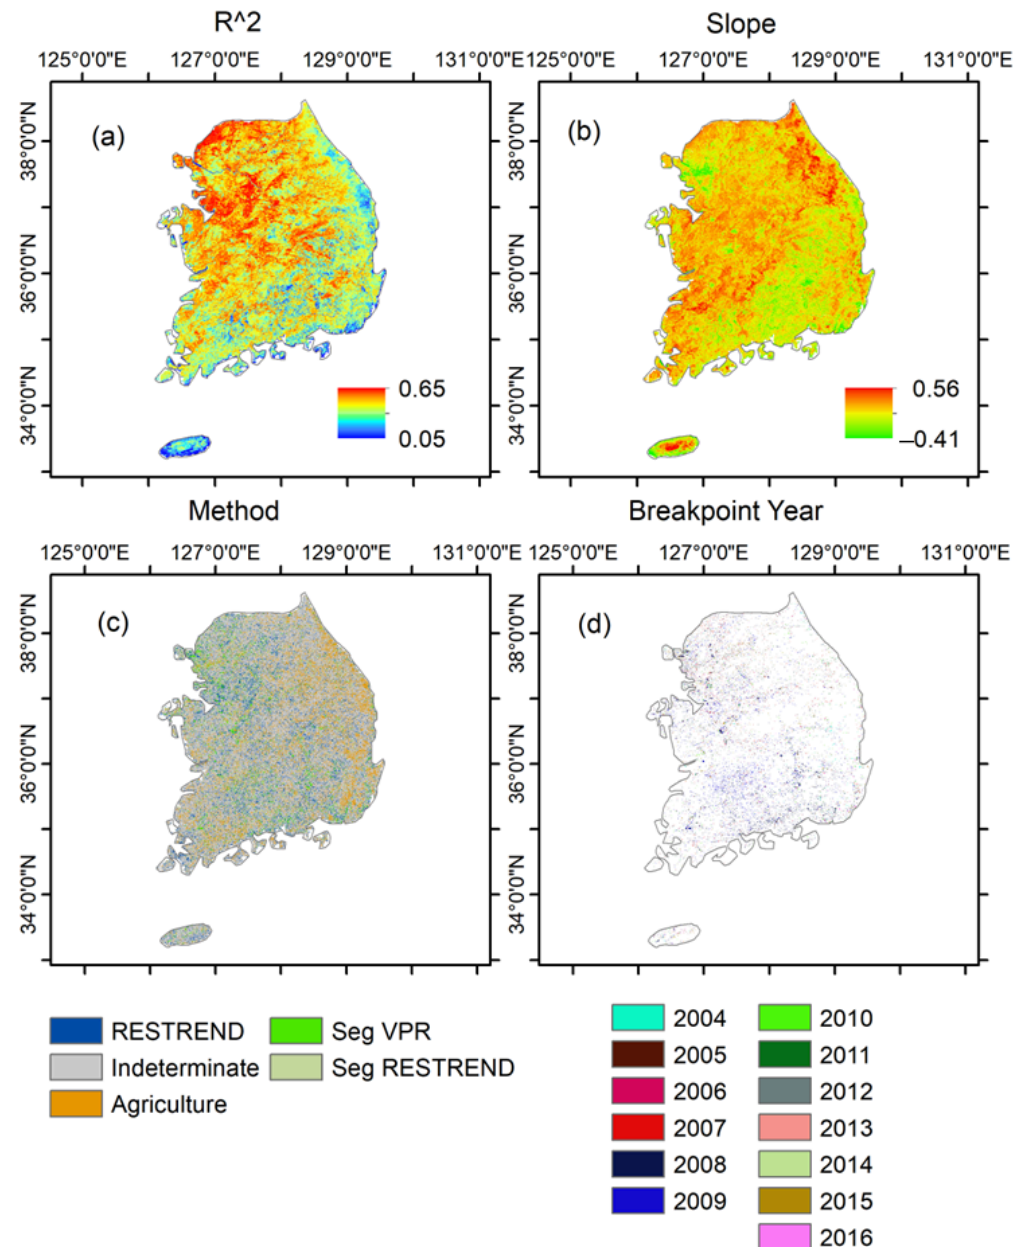 R^2
Slope
125°0'0"E 127°0'0"E 129°0'0"E 131°0'0"E
125°0'0"E 127°0'0"E 129°0'0"E 131°0'0"E
(a)
(b)
38°0'0"N
36°0'0"N
34°0'0"N
38°0'0"N
36°0'0"N
34°0'0"N
0.65
0.05
0.56
–0.41
Method
Breakpoint Year
125°0'0"E 127°0'0"E 129°0'0"E 131°0'0"E
125°0'0"E 127°0'0"E 129°0'0"E 131°0'0"E
(c)
(d)
38°0'0"N
36°0'0"N
34°0'0"N
38°0'0"N
36°0'0"N
34°0'0"N
RESTREND
Indeterminate
Agriculture
Seg VPR
Seg RESTREND
2004
2005
2006
2007
2008
2009
2010
2011
2012
2013
2014
2015
2016